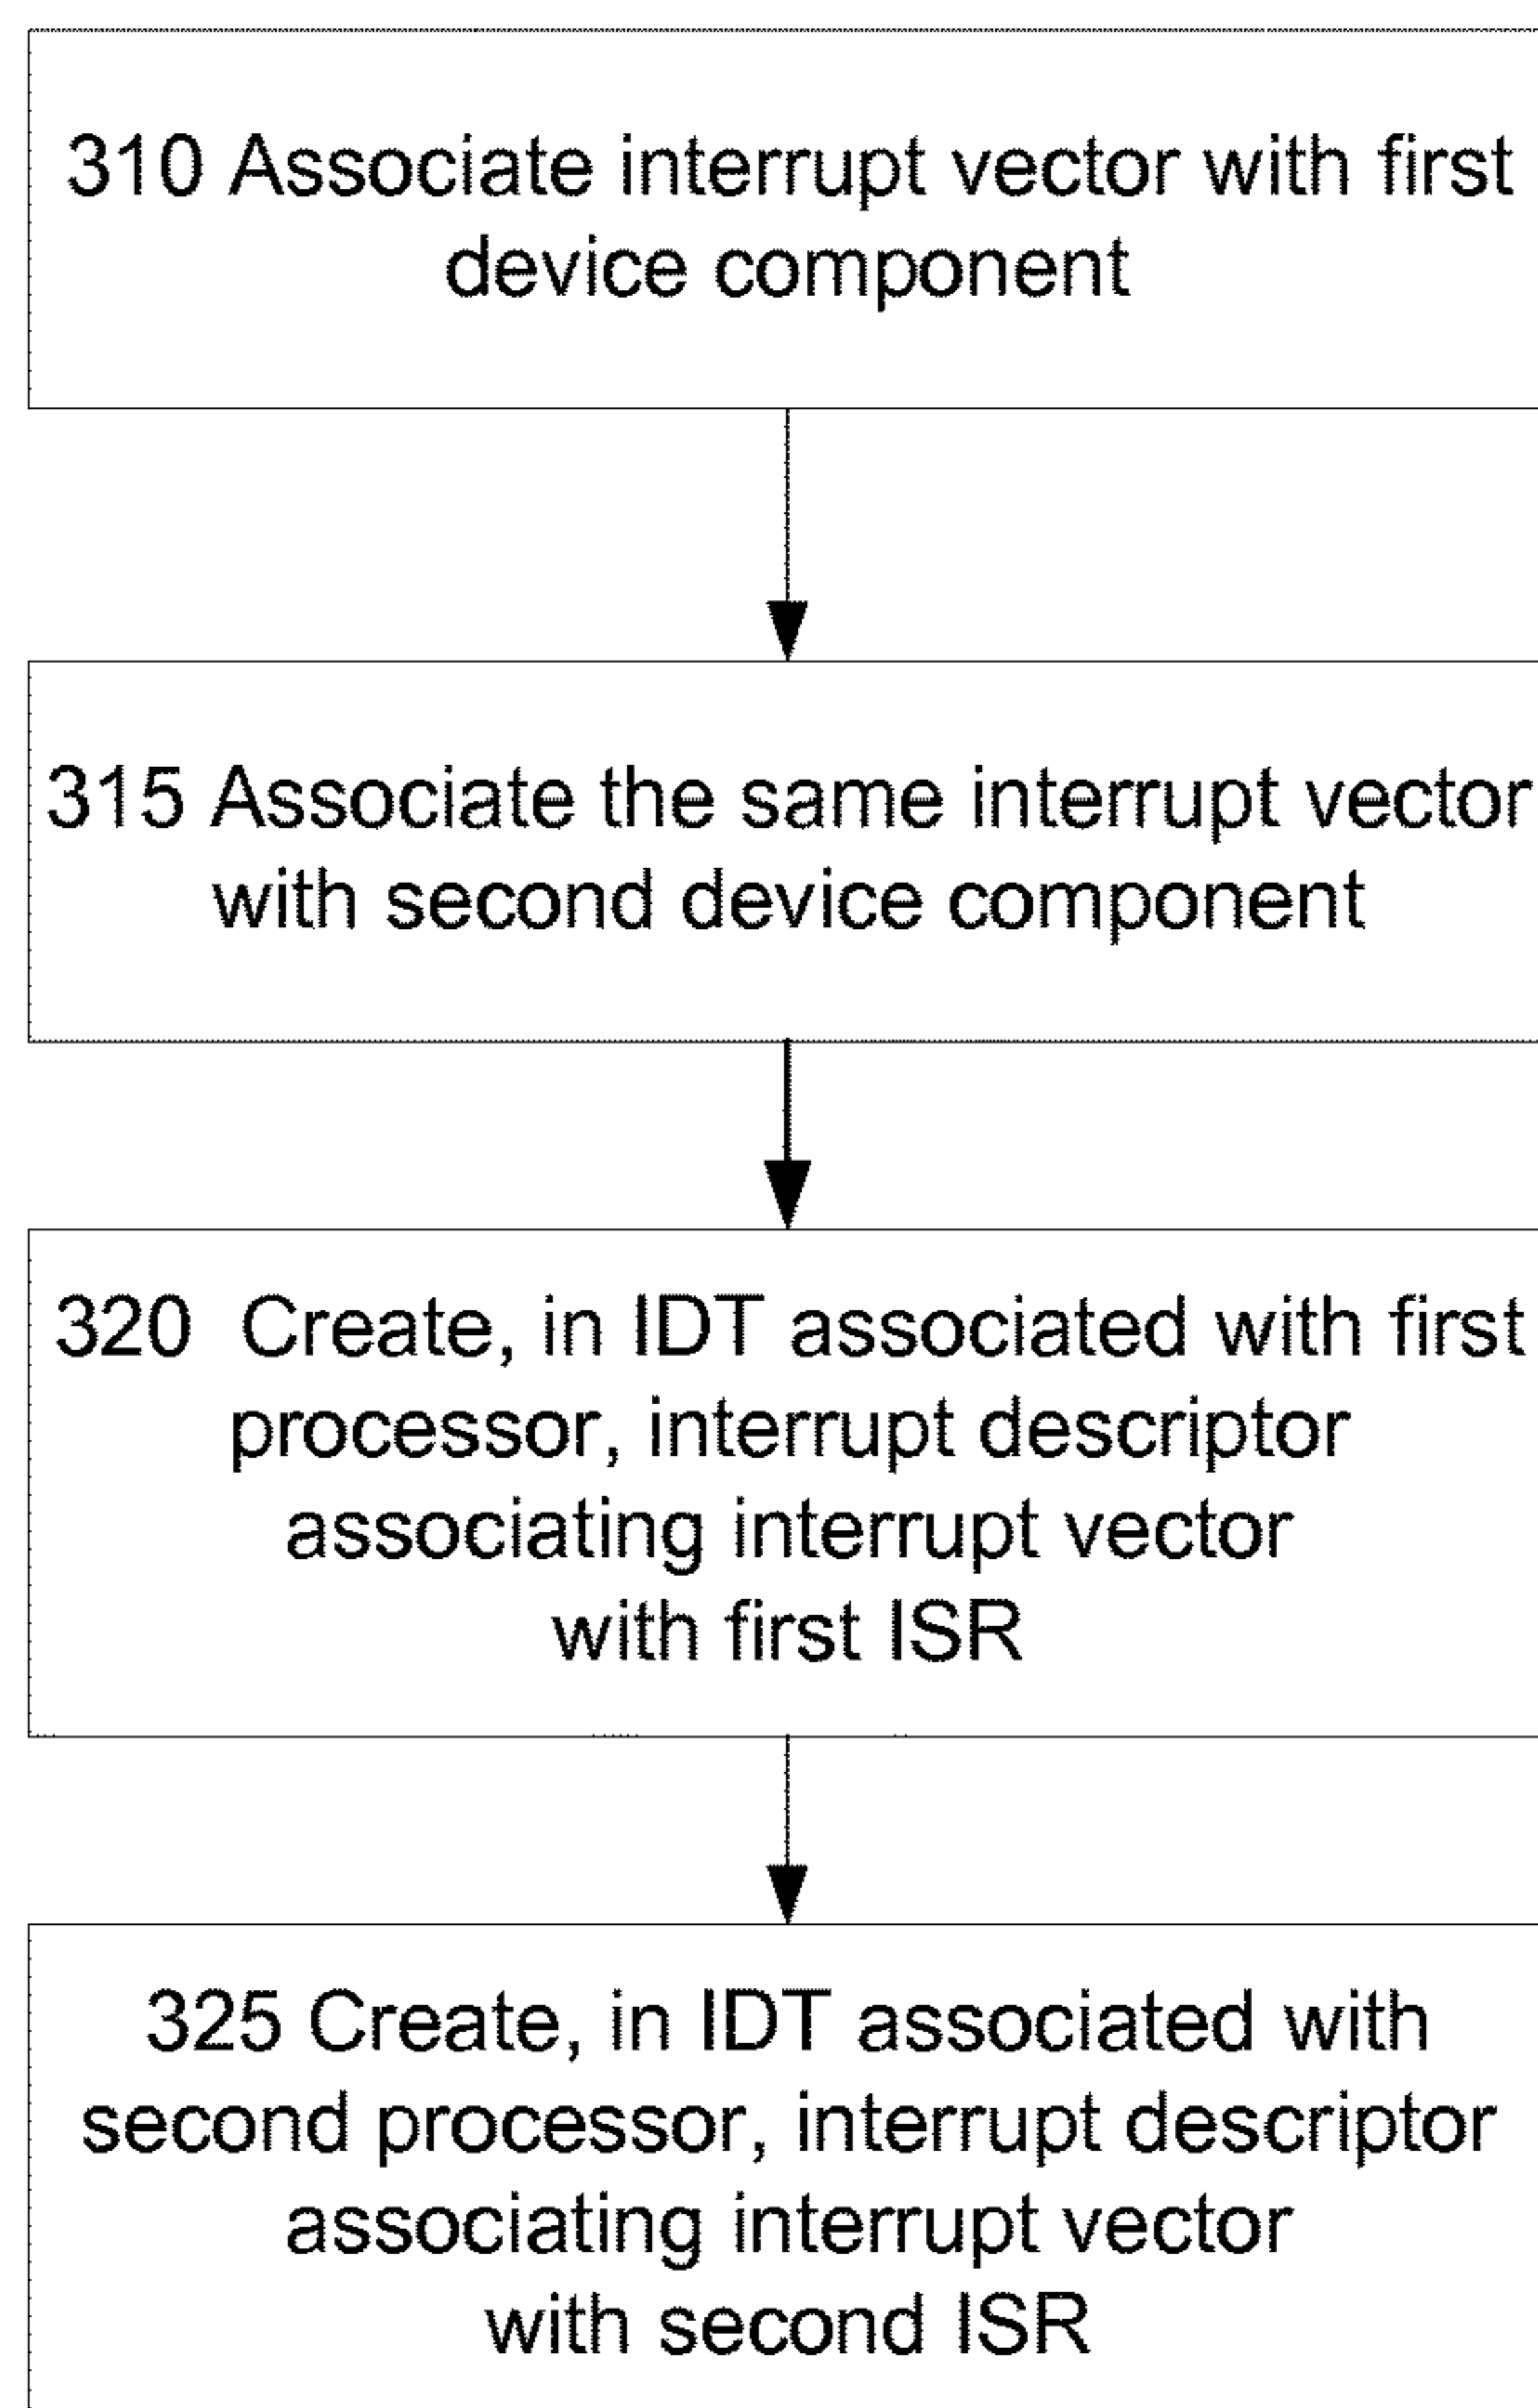 310 Associate interrupt vector with first
device component
315 Associate the same interrupt vector
with second device component
320 Create, in IDT associated with first
processor, interrupt descriptor
associating interrupt vector
with first ISR
325 Create, in IDT associated with
second processor, interrupt descriptor
associating interrupt vector
with second ISR